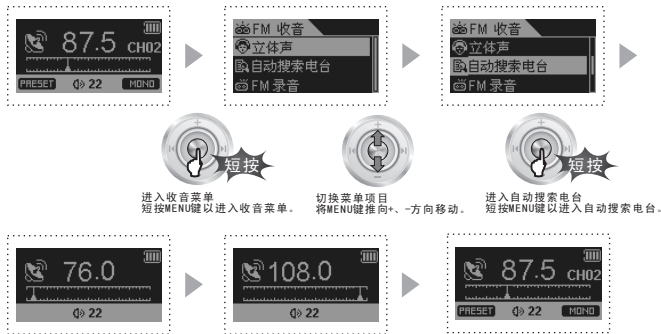 87.5 CH02
PRESET 22 MONO
FM 收音
立体声
自动搜索电台
FM 录音
FM 收音
立体声
自动搜索电台
FM 录音
短按
短按
进入收音菜单
短按MENU键以进入收音菜单。
切换菜单项目
将MENU键推向+、-方向移动。
进入自动搜索电台
短按MENU键以进入自动搜索电台。
76.0
22
108.0
22
87.5 CH02
PRESET 22 MONO